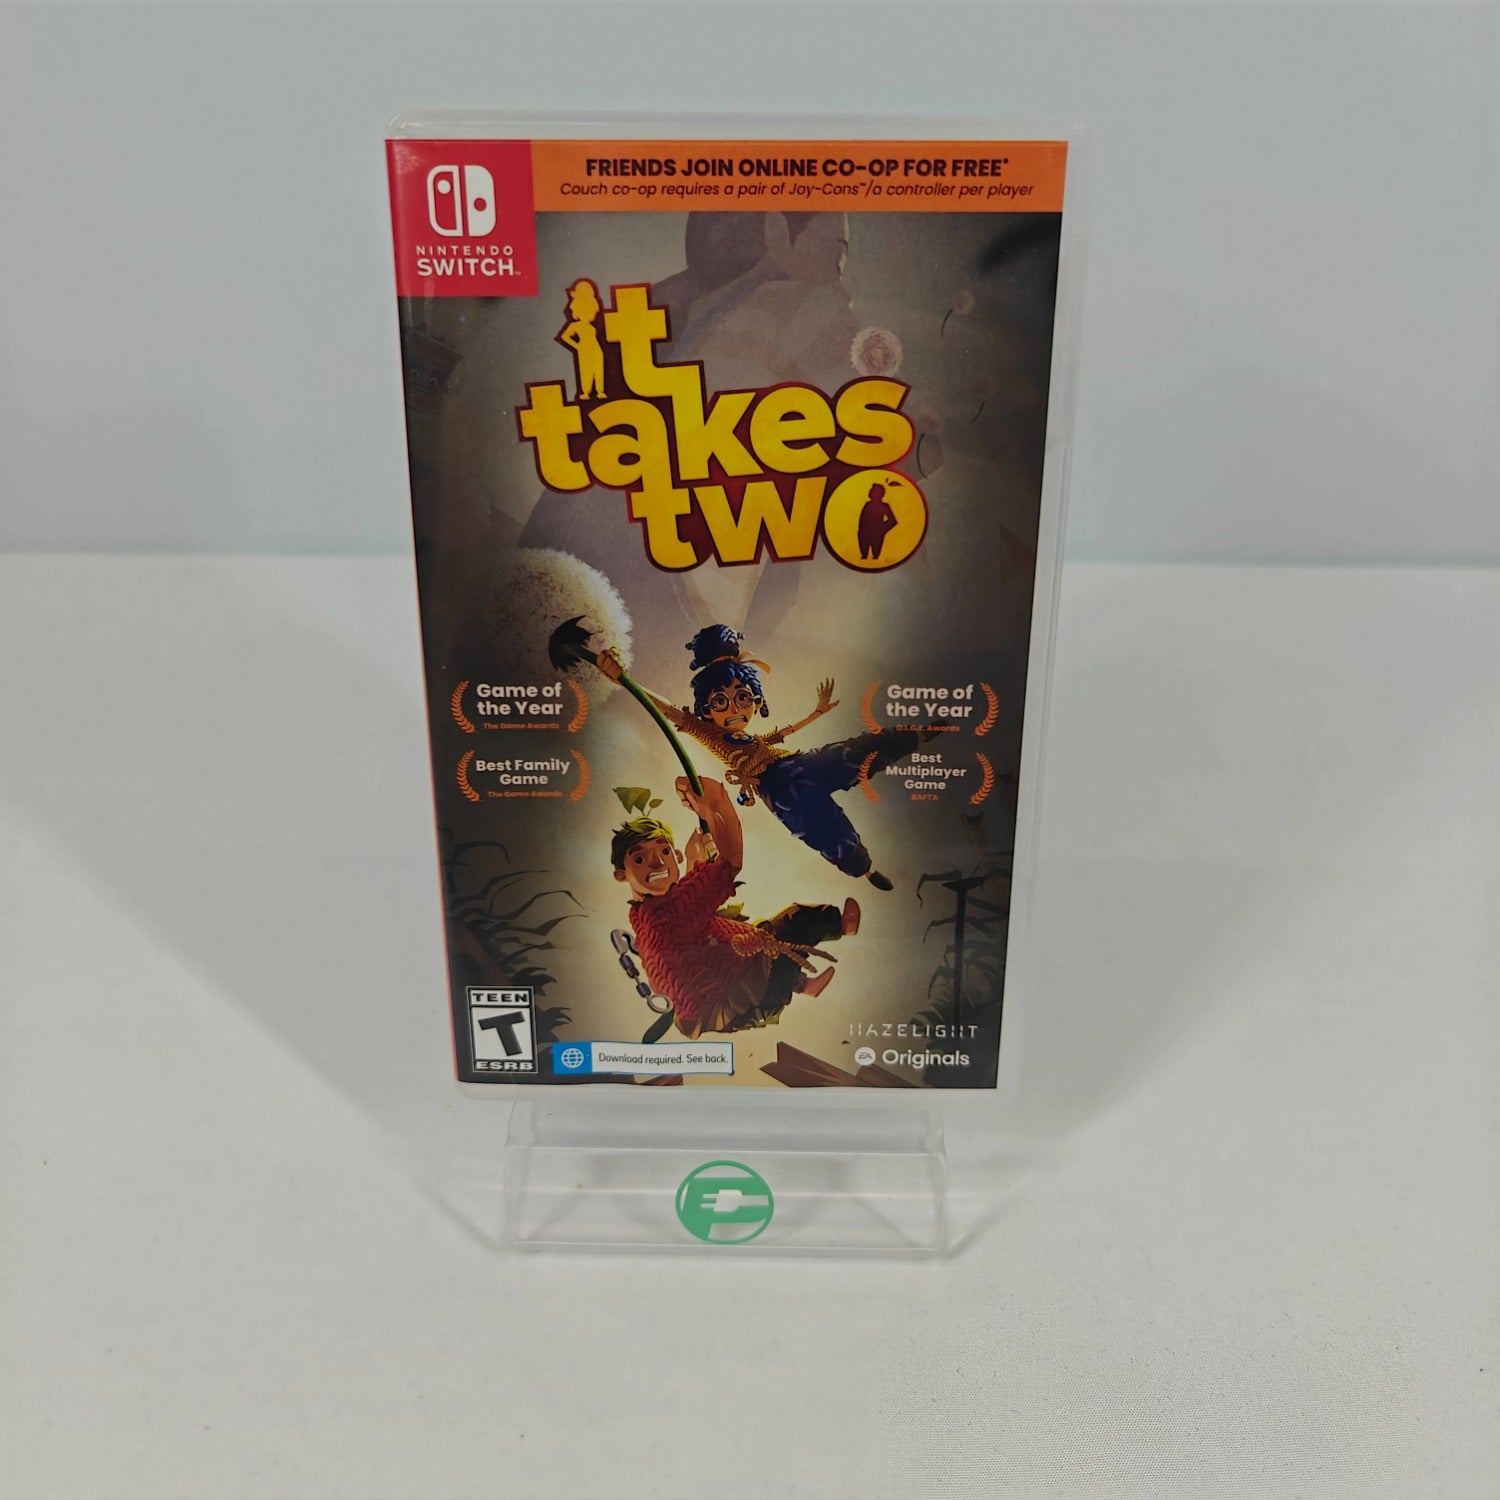 FRIENDS JOIN ONLINE CO-OP FOR FREE*
Couch co-op requires a pair of Joy-Cons™/a controller per player
NINTENDO
SWITCH™
it
takes
two
Game of
the Year
The Game Awards
Game of
the Year
D.I.C.E. Awards
Best Family
Game
The Game Awards
Best
Multiplayer
Game
BAFTA
TEEN
T
ESRB
Download required. See back.
HAZELIGHT
EA Originals